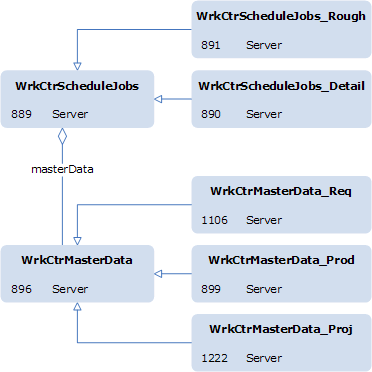 WrkCtrScheduleJobs_Rough
891 Server
WrkCtrScheduleJobs
889 Server
WrkCtrScheduleJobs_Detail
890 Server
masterData
WrkCtrMasterData_Req
1106 Server
WrkCtrMasterData
896 Server
WrkCtrMasterData_Prod
899 Server
WrkCtrMasterData_Proj
1222 Server